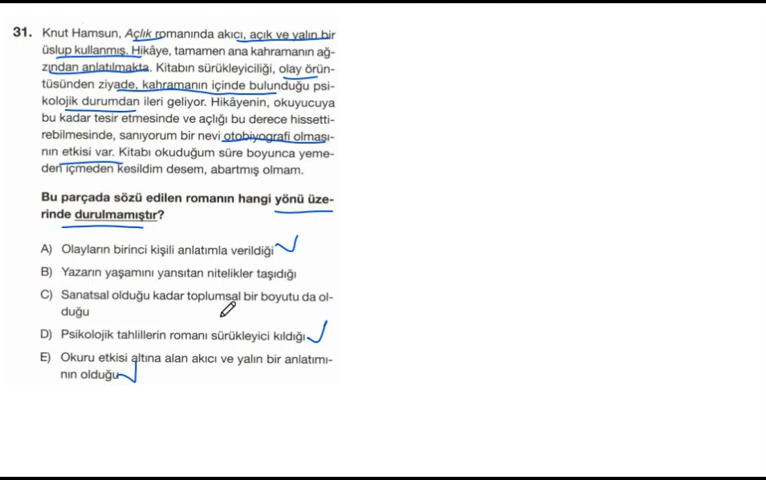 31. Knut Hamsun, Açlık romanında akıcı, açık ve yalın bir
üslup kullanmış. Hikâye, tamamen ana kahramanın ağ-
zından anlatılmakta. Kitabın sürükleyiciliği, olay örün-
tüsünden ziyade, kahramanın içinde bulunduğu psi-
kolojik durumdan ileri geliyor. Hikâyenin, okuyucuya
bu kadar tesir etmesinde ve açlığı bu derece hissetti-
rebilmesinde, sanıyorum bir nevi otobiyografi olması-
nın etkisi var. Kitabı okuduğum süre boyunca yeme-
den içmeden kesildim desem, abartmış olmam.
Bu parçada sözü edilen romanın hangi yönü üze-
rinde durulmamıştır?
A) Olayların birinci kişili anlatımla verildiği
B) Yazarın yaşamını yansıtan nitelikler taşıdığı
C) Sanatsal olduğu kadar toplumsal bir boyutu da ol-
duğu
D) Psikolojik tahlillerin romanı sürükleyici kıldığı
E) Okuru etkisi altına alan akıcı ve yalın bir anlatımı-
nın olduğu